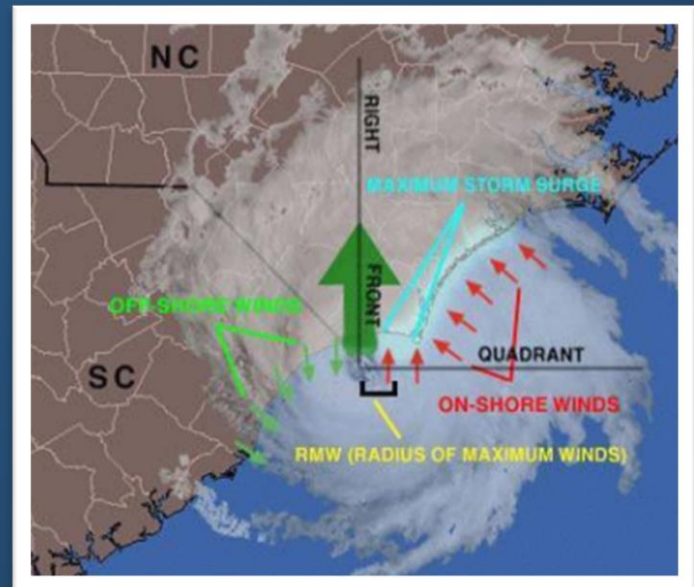 NC
RIGHT
MAXIMUM STORM SURGE
FRONT
OFF-SHORE WINDS
QUADRANT
SC
ON-SHORE WINDS
RMW (RADIUS OF MAXIMUM WINDS)